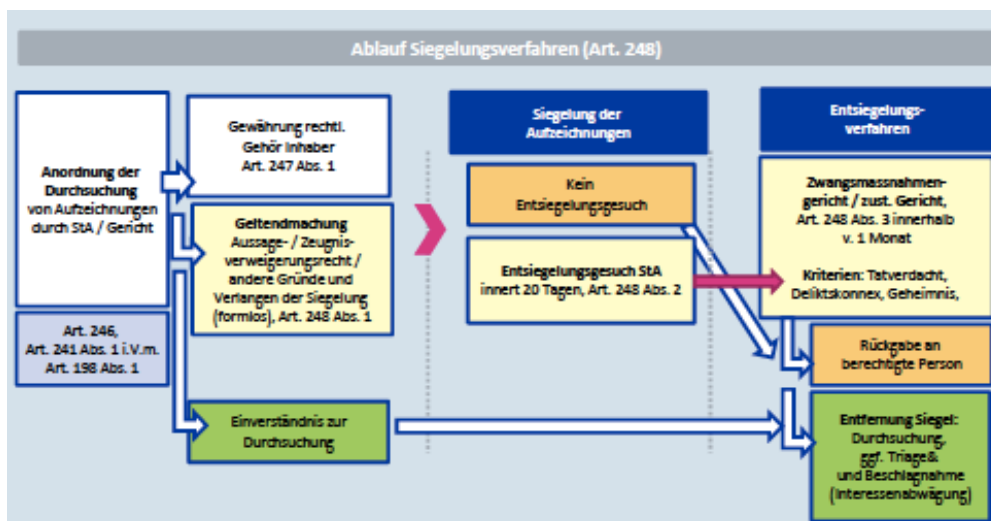 Ablauf Siegelungsverfahren (Art. 248)
Anordnung der
Durchsuchung
von Aufzeichnungen
durch StA / Gericht
Art. 246,
Art. 241 Abs. 1 i.V.m.
Art. 198 Abs. 1
Gewährung rechtl.
Gehör Inhaber
Art. 247 Abs. 1
Geltendmachung
Aussage- / Zeugnis-
verweigerungsrecht /
andere Gründe und
Verlangen der Siegelung
(formlos), Art. 248 Abs. 1
Einverständnis zur
Durchsuchung
Siegelung der
Aufzeichnungen
Kein
Entsiegelungsgesuch
Entsiegelungsgesuch StA
innert 20 Tagen, Art. 248 Abs. 2
Entsiegelungs-
verfahren
Zwangsmassnahmen-
gericht / zust. Gericht,
Art. 248 Abs. 3 innerhalb
v. 1 Monat
Kriterien: Tatverdacht,
Deliktskonnex, Geheimnis,
Rückgabe an
berechtigte Person
Entfernung Siegel:
Durchsuchung,
ggf. Triage&
und Beschlagnahme
(Interessenabwägung)